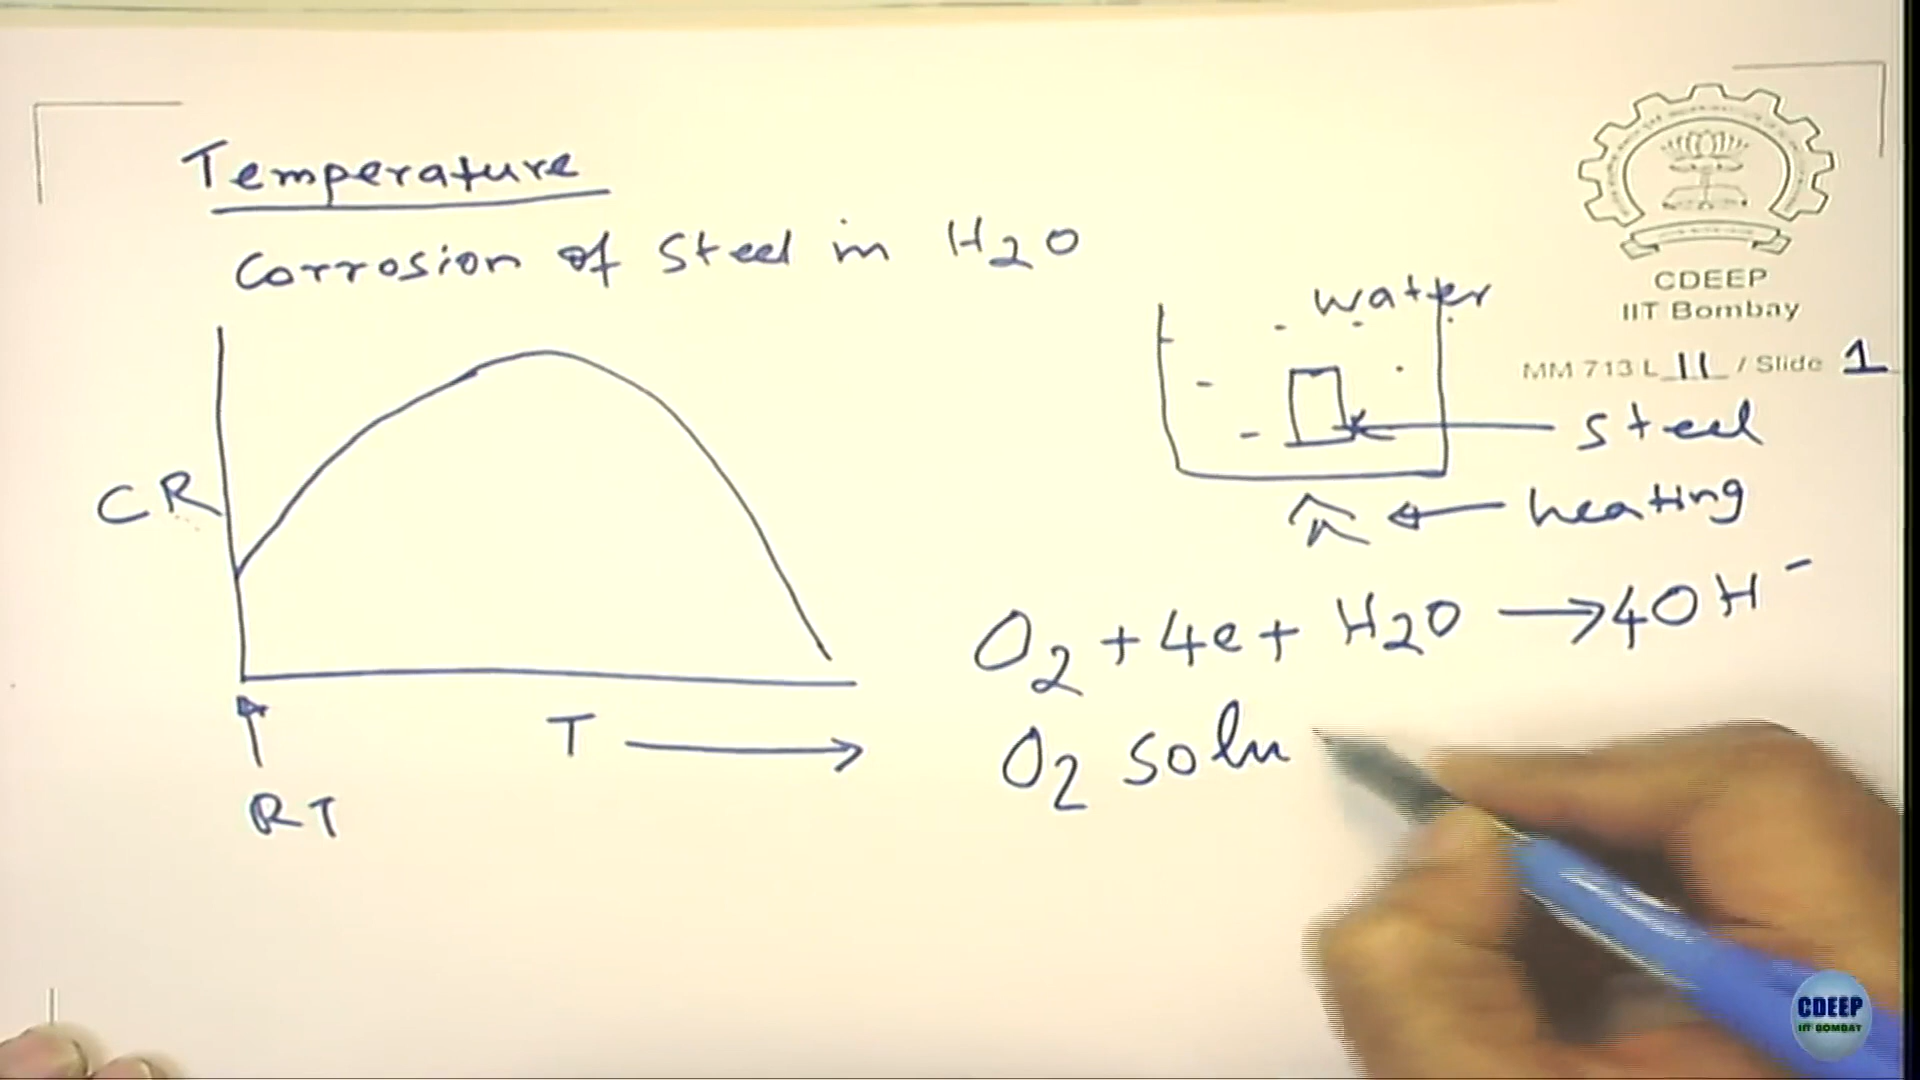 Temperature
Corrosion of Steel in H2O
CR
RT
T
water
steel
heating
O2 + 4e + H2O → 4OH-
O2 solu
CDEEP
IIT Bombay
MM 713 L 11 / Slide 1
CDEEP
IIT BOMBAY